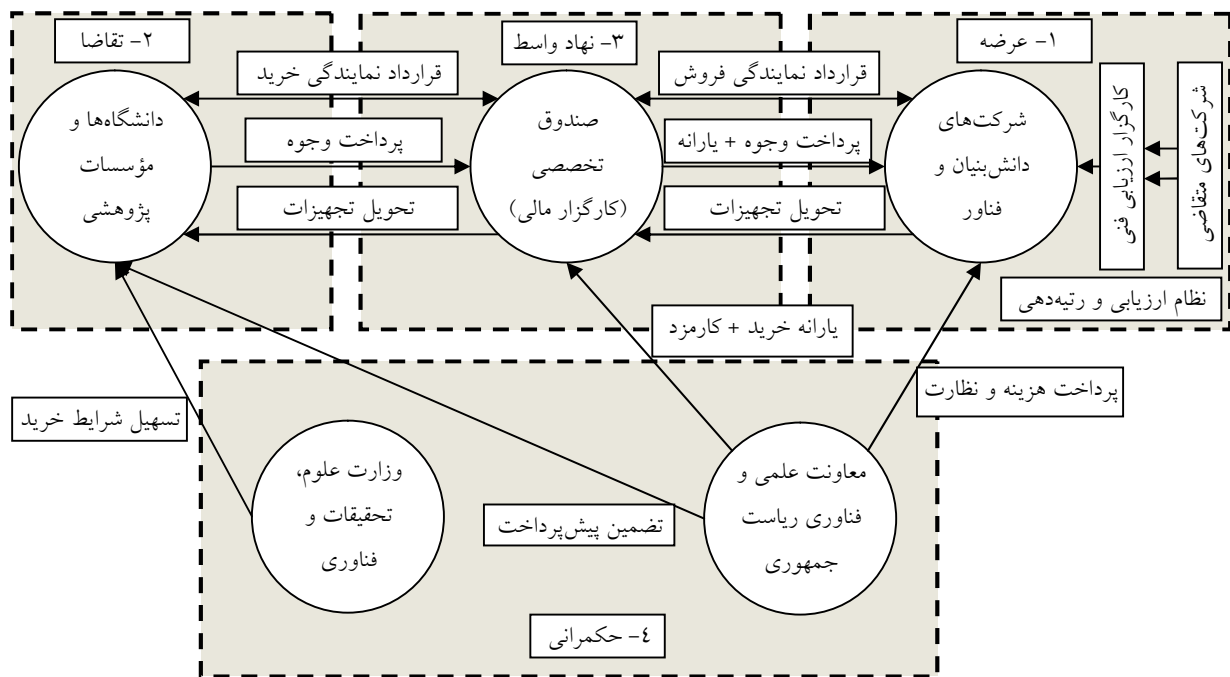 ۱- عرضه
۳- نهاد واسط
۲- تقاضا
قرارداد نمایندگی فروش
قرارداد نمایندگی خرید
شرکت‌های متقاضی
کارگزار ارزیابی فنی
شرکت‌های
دانش‌بنیان و
فناور
پرداخت وجوه + یارانه
صندوق
تخصصی
(کارگزار مالی)
پرداخت وجوه
دانشگاه‌ها و
مؤسسات
پژوهشی
تحویل تجهیزات
تحویل تجهیزات
نظام ارزیابی و رتبه‌دهی
یارانه خرید + کارمزد
پرداخت هزینه و نظارت
تسهیل شرایط خرید
معاونت علمی و
فناوری ریاست
جمهوری
تضمین پیش‌پرداخت
وزارت علوم،
تحقیقات و
فناوری
٤- حکمرانی